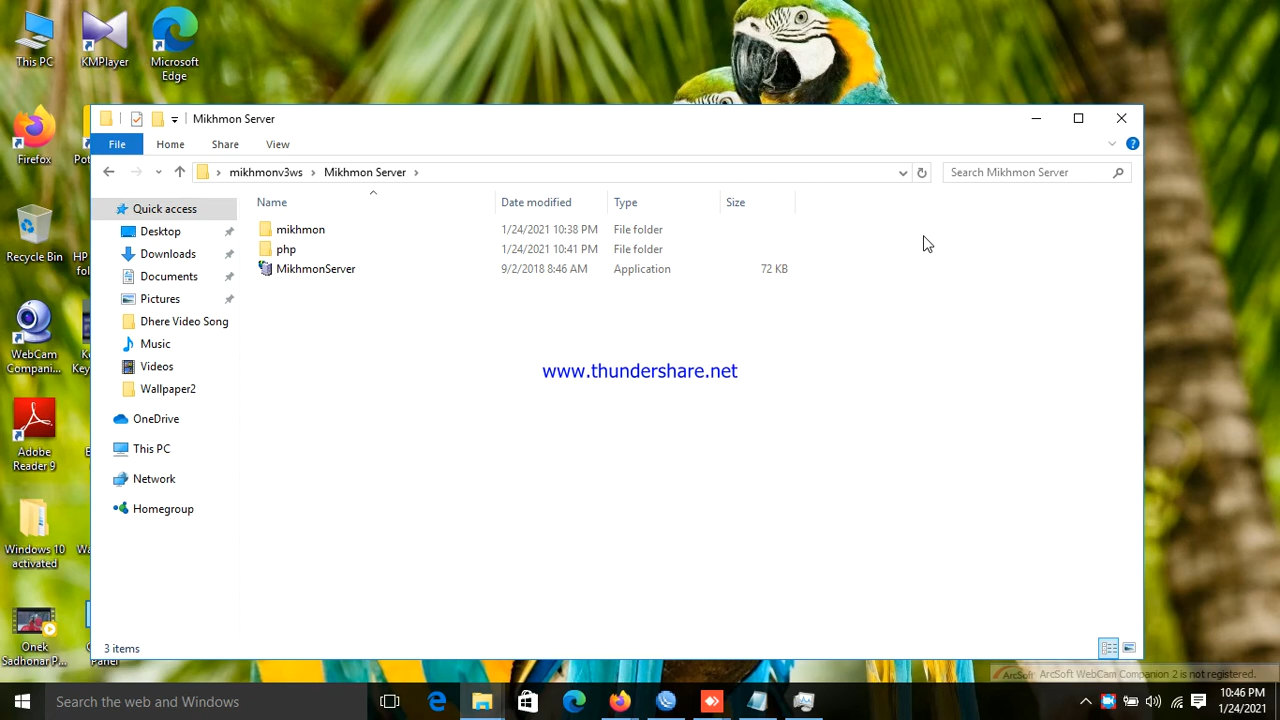 This PC
KMPlayer
Microsoft
Edge
Firefox
Recycle Bin
WebCam
Compani...
Adobe
Reader 9
Windows 10
activated
Onek
Sadhonar P...
Mikhmon Server
File
Home
Share
View
mikhmonv3ws
Mikhmon Server
Search Mikhmon Server
Quick access
Desktop
Downloads
Documents
Pictures
Dhere Video Song
Music
Videos
Wallpaper2
OneDrive
This PC
Network
Homegroup
Name
Date modified
Type
Size
mikhmon
1/24/2021 10:38 PM
File folder
php
1/24/2021 10:41 PM
File folder
MikhmonServer
9/2/2018 8:46 AM
Application
72 KB
www.thundershare.net
3 items
ArcSoft WebCam Companion 2 is not registered.
Search the web and Windows
10:46 PM
1/24/2021